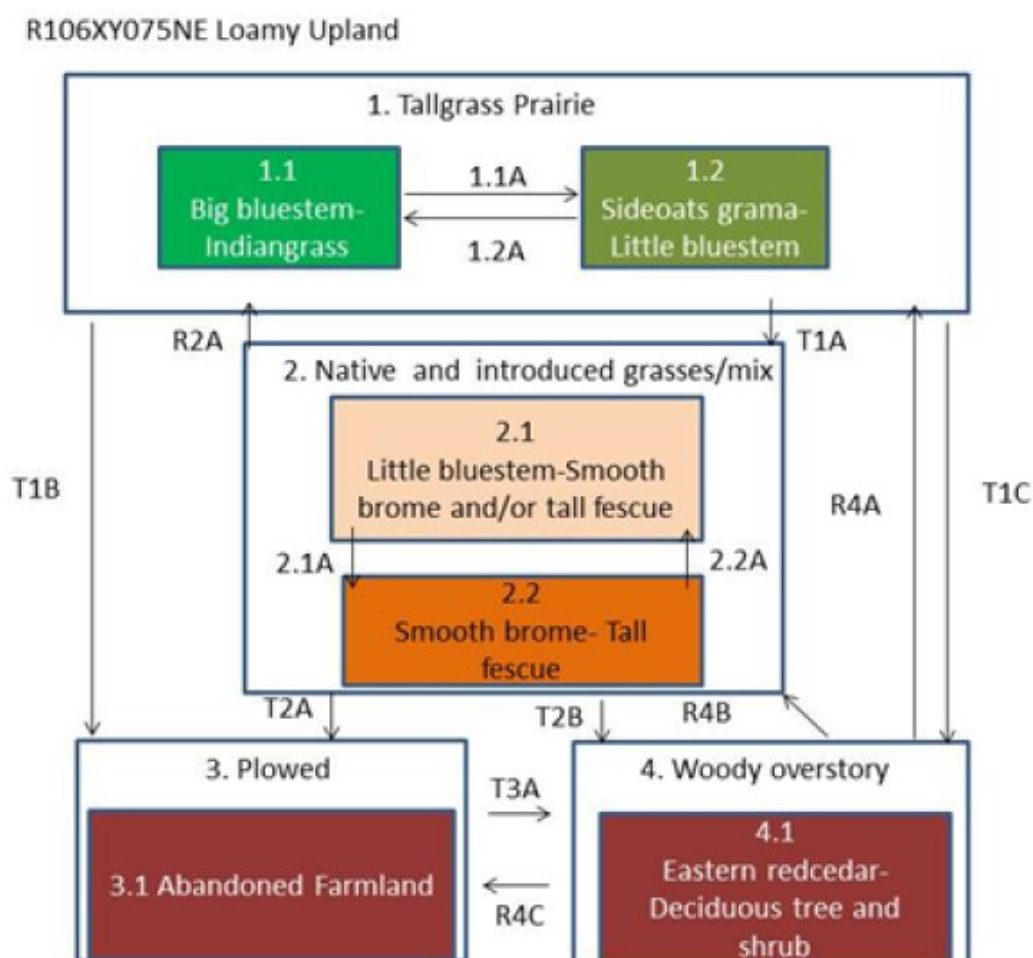 R106XY075NE Loamy Upland
1. Tallgrass Prairie
1.1
Big bluestem-
Indiangrass
1.1A
1.2A
1.2
Sideoats grama-
Little bluestem
R2A
T1A
2. Native and introduced grasses/mix
2.1
Little bluestem-Smooth
brome and/or tall fescue
T1B
R4A
T1C
2.1A
2.2A
2.2
Smooth brome- Tall
fescue
T2A
T2B
R4B
3. Plowed
3.1 Abandoned Farmland
T3A
R4C
4. Woody overstory
4.1
Eastern redcedar-
Deciduous tree and
shrub